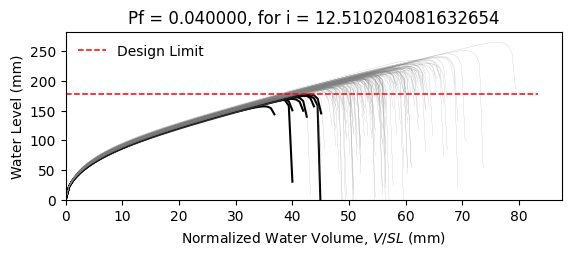 Pf = 0.040000, for i = 12.510204081632654
Design Limit
Water Level (mm)
250
200
150
100
50
0
0 10 20 30 40 50 60 70 80
Normalized Water Volume, V/SL (mm)